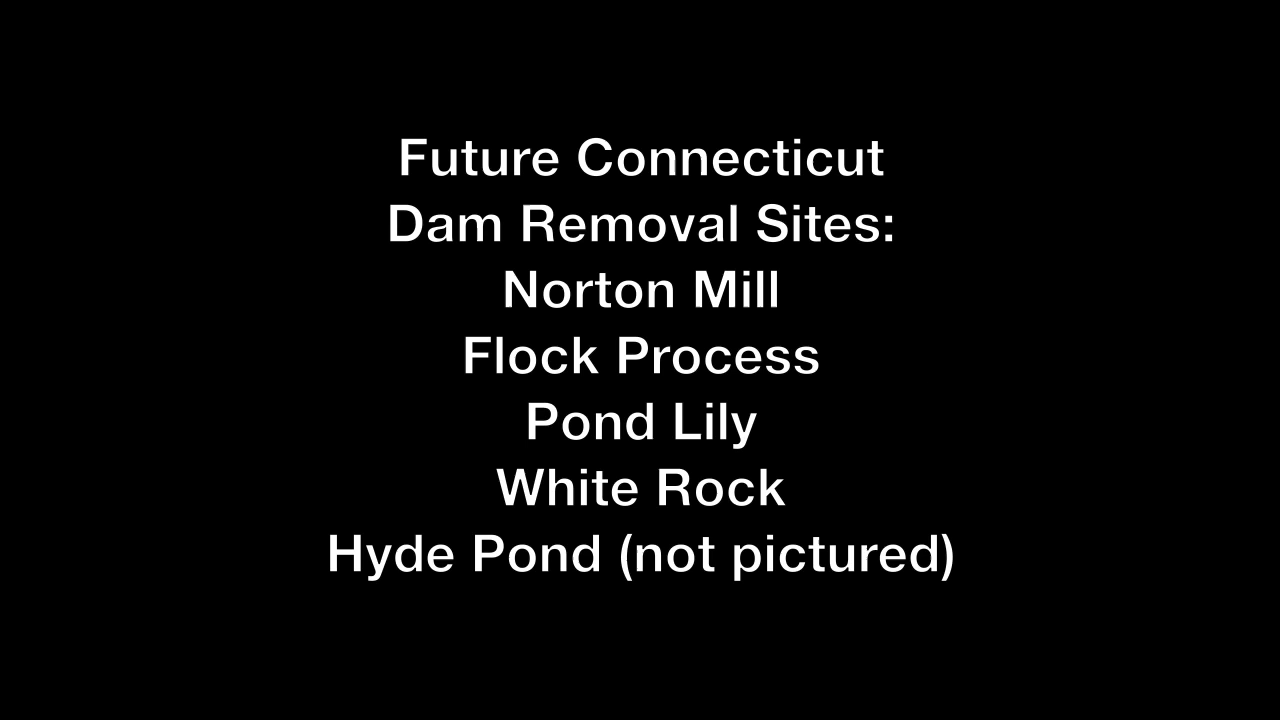 Future Connecticut
Dam Removal Sites:
Norton Mill
Flock Process
Pond Lily
White Rock
Hyde Pond (not pictured)